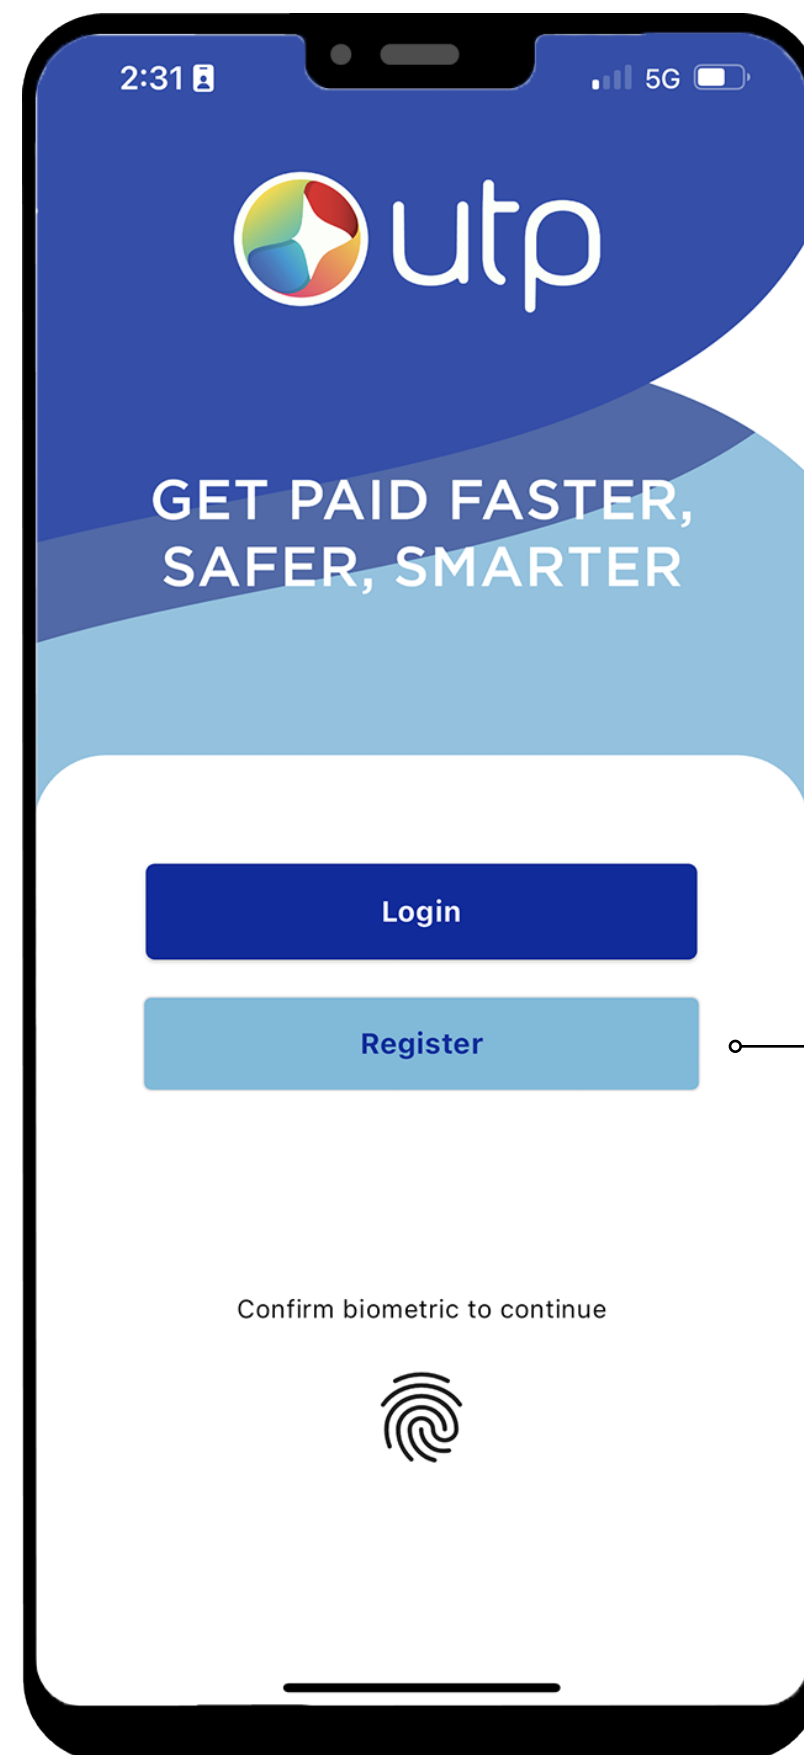 2:31
5G
utp
GET PAID FASTER,
SAFER, SMARTER
Login
Register
Confirm biometric to continue